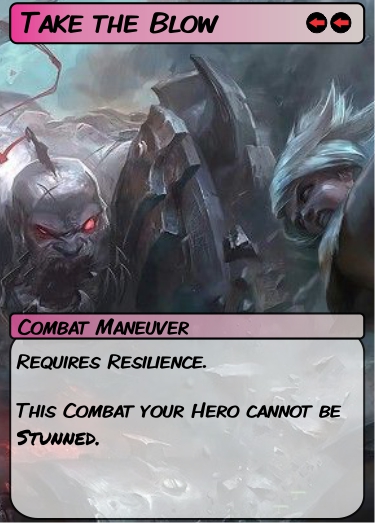 Take the Blow
Combat Maneuver
Requires Resilience.
This Combat your Hero cannot be
Stunned.